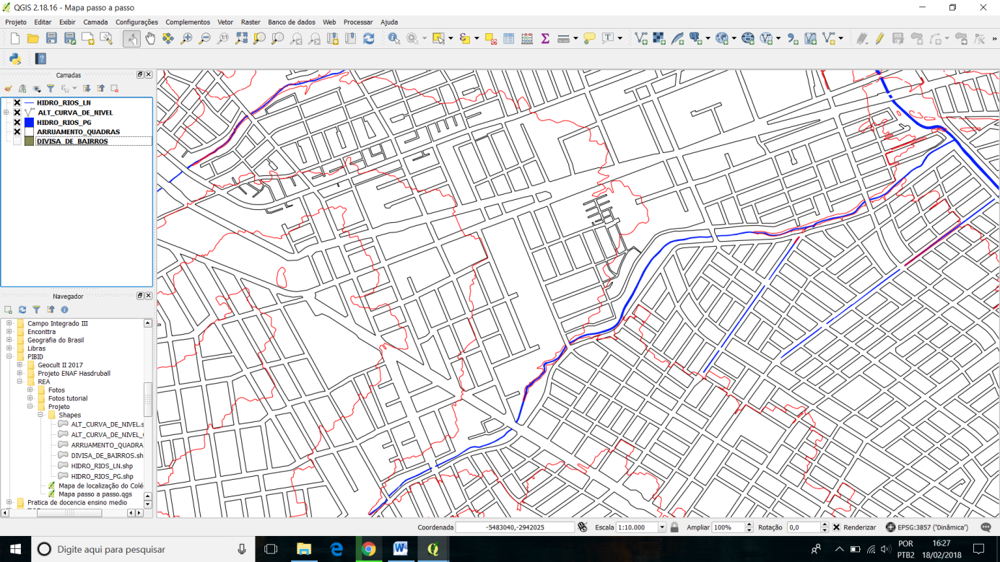 QGIS 2.18.16 - Mapa passo a passo
Projeto Editar Exibir Camada Configurações Complementos Vetor Raster Banco de dados Web Processar Ajuda
Camadas
HIDRO_RIOS_LN
ALT_CURVA_DE_NIVEL
HIDRO_RIOS_PG
ARRUAMENTO_QUADRAS
DIVISA_DE_BAIRROS
Navegador
Campo Integrado III
Enconttra
Geografia do Brasil
Libras
PIBID
Geocult II 2017
Projeto ENAF Hasdruball
REA
Fotos
Fotos tutorial
Projeto
Shapes
ALT_CURVA_DE_NIVEL.s
ALT_CURVA_DE_NIVEL_
ARRUAMENTO_QUADRA
DIVISA_DE_BAIRROS.sh
HIDRO_RIOS_LN.shp
HIDRO_RIOS_PG.shp
Mapa de localização do Colé
Mapa passo a passo.qgs
Pratica de docencia ensino medio
Coordenada -5483040,-2942025 Escala 1:10.000 Ampliar 100% Rotação 0,0 Renderizar EPSG:3857 ('Dinâmica')
Digite aqui para pesquisar
POR 16:27
PTB2 18/02/2018